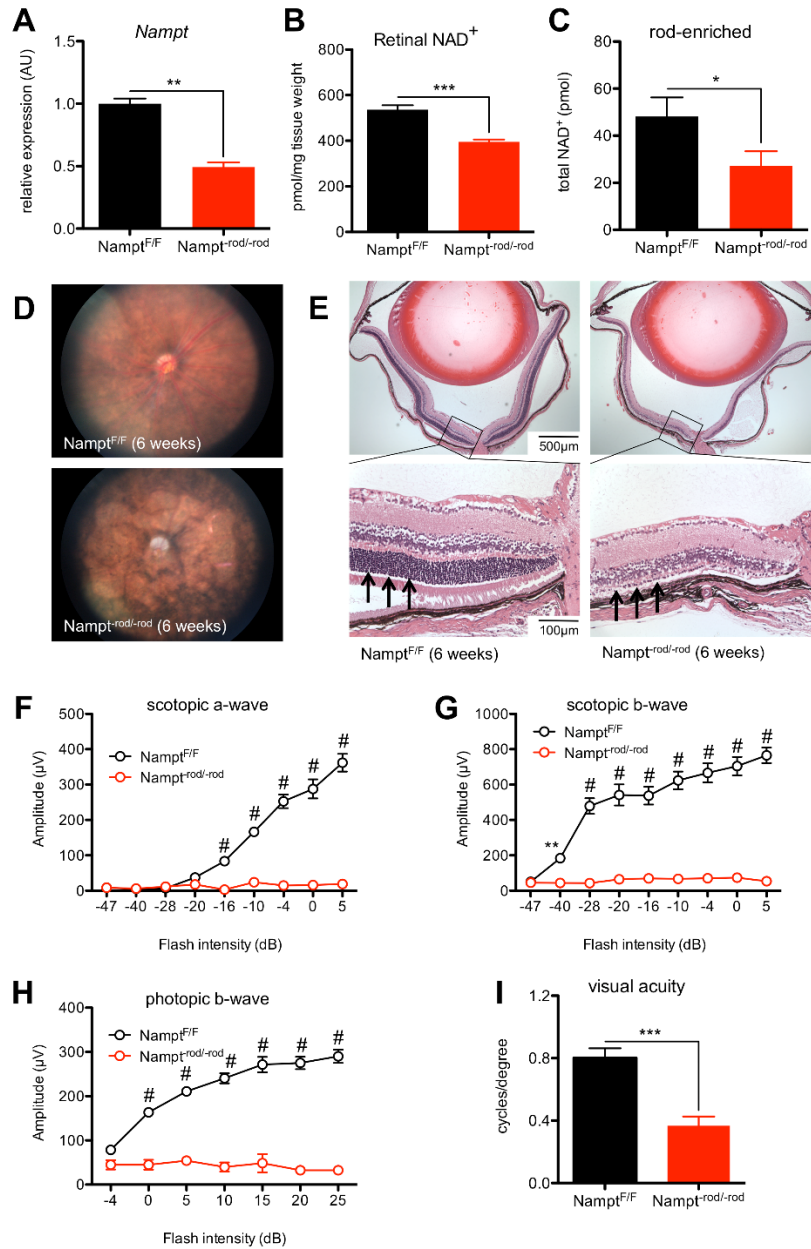 A
Nampt
relative expression (AU)
1.5
1.0
0.5
0.0
**
Nampt^F/F
Nampt^-rod/-rod
B
Retinal NAD⁺
pmol/mg tissue weight
800
600
400
200
0
***
Nampt^F/F
Nampt^-rod/-rod
C
rod-enriched
total NAD⁺ (pmol)
80
60
40
20
0
*
Nampt^F/F
Nampt^-rod/-rod
D
Nampt^F/F (6 weeks)
Nampt^-rod/-rod (6 weeks)
E
500µm
100µm
Nampt^F/F (6 weeks)
Nampt^-rod/-rod (6 weeks)
F
scotopic a-wave
Amplitude (µV)
500
400
300
200
100
0
Nampt^F/F
Nampt^-rod/-rod
# # # # #
-47 -40 -28 -20 -16 -10 -4 0 5
Flash intensity (dB)
G
scotopic b-wave
Amplitude (µV)
1000
800
600
400
200
0
Nampt^F/F
Nampt^-rod/-rod
** # # # # # # #
-47 -40 -28 -20 -16 -10 -4 0 5
Flash intensity (dB)
H
photopic b-wave
Amplitude (µV)
400
300
200
100
0
Nampt^F/F
Nampt^-rod/-rod
# # # # # #
-4 0 5 10 15 20 25
Flash intensity (dB)
I
visual acuity
cycles/degree
1.2
0.8
0.4
0.0
***
Nampt^F/F
Nampt^-rod/-rod